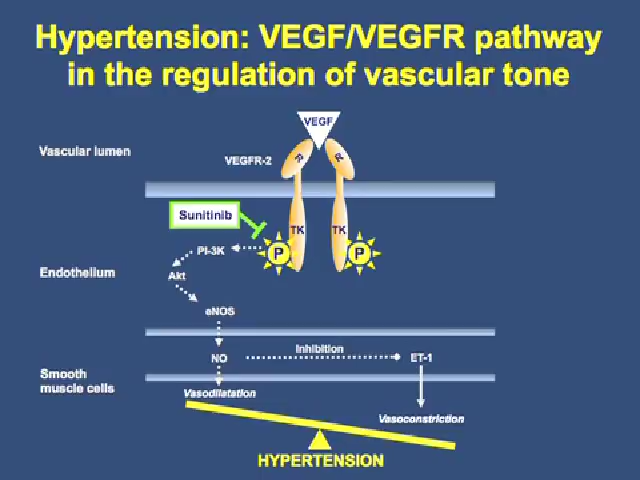 Hypertension: VEGF/VEGFR pathway
in the regulation of vascular tone
VEGF
Vascular lumen
VEGFR-2
R
R
Sunitinib
TK
TK
PI-3K
P
P
Endothelium
Akt
eNOS
Inhibition
NO
ET-1
Smooth
muscle cells
Vasodilatation
Vasoconstriction
HYPERTENSION